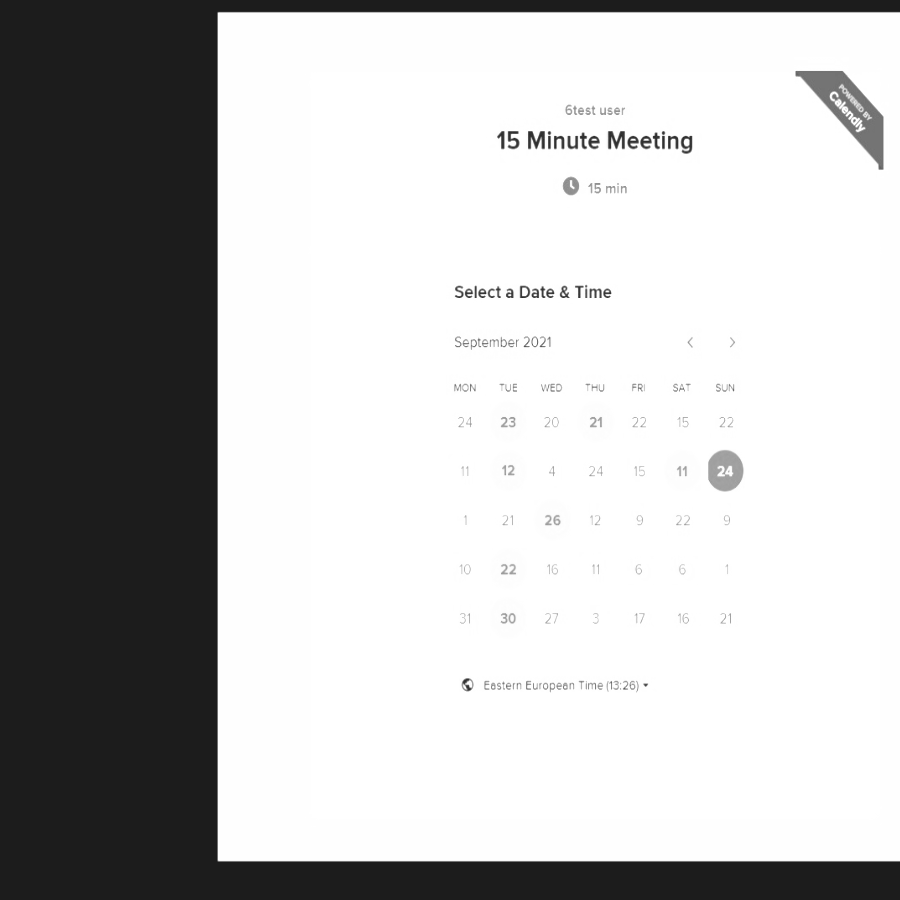 POWERED BY
Calendly
6test user
15 Minute Meeting
15 min
Select a Date & Time
September 2021
MON TUE WED THU FRI SAT SUN
24 23 20 21 22 15 22
11 12 4 24 15 11 24
1 21 26 12 9 22 9
10 22 16 11 6 6 1
31 30 27 3 17 16 21
Eastern European Time (13:26)